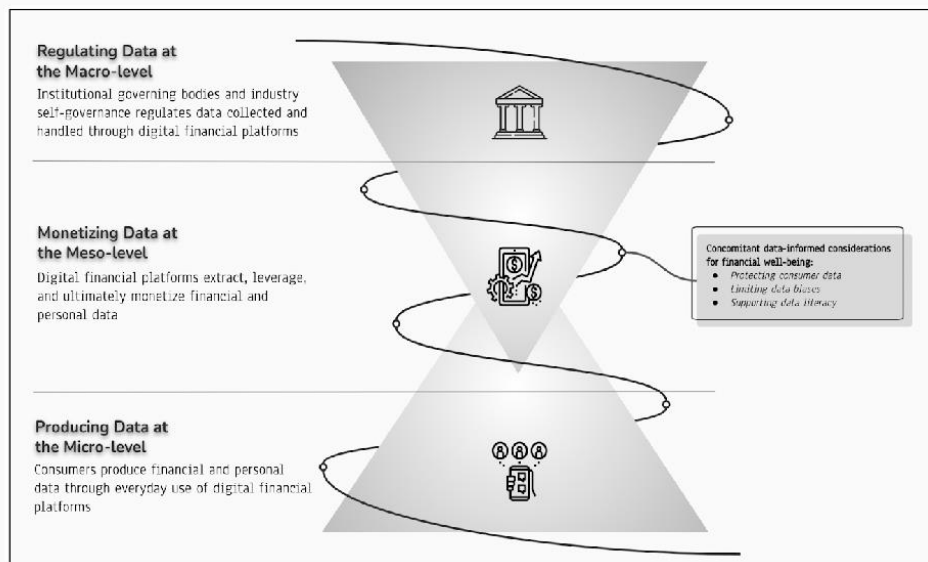 Regulating Data at
the Macro-level
Institutional governing bodies and industry
self-governance regulates data collected and
handled through digital financial platforms
Monetizing Data at
the Meso-level
Digital financial platforms extract, leverage,
and ultimately monetize financial and
personal data
Concomitant data-informed considerations
for financial well-being:
• Protecting consumer data
• Limiting data biases
• Supporting data literacy
Producing Data at
the Micro-level
Consumers produce financial and personal
data through everyday use of digital financial
platforms